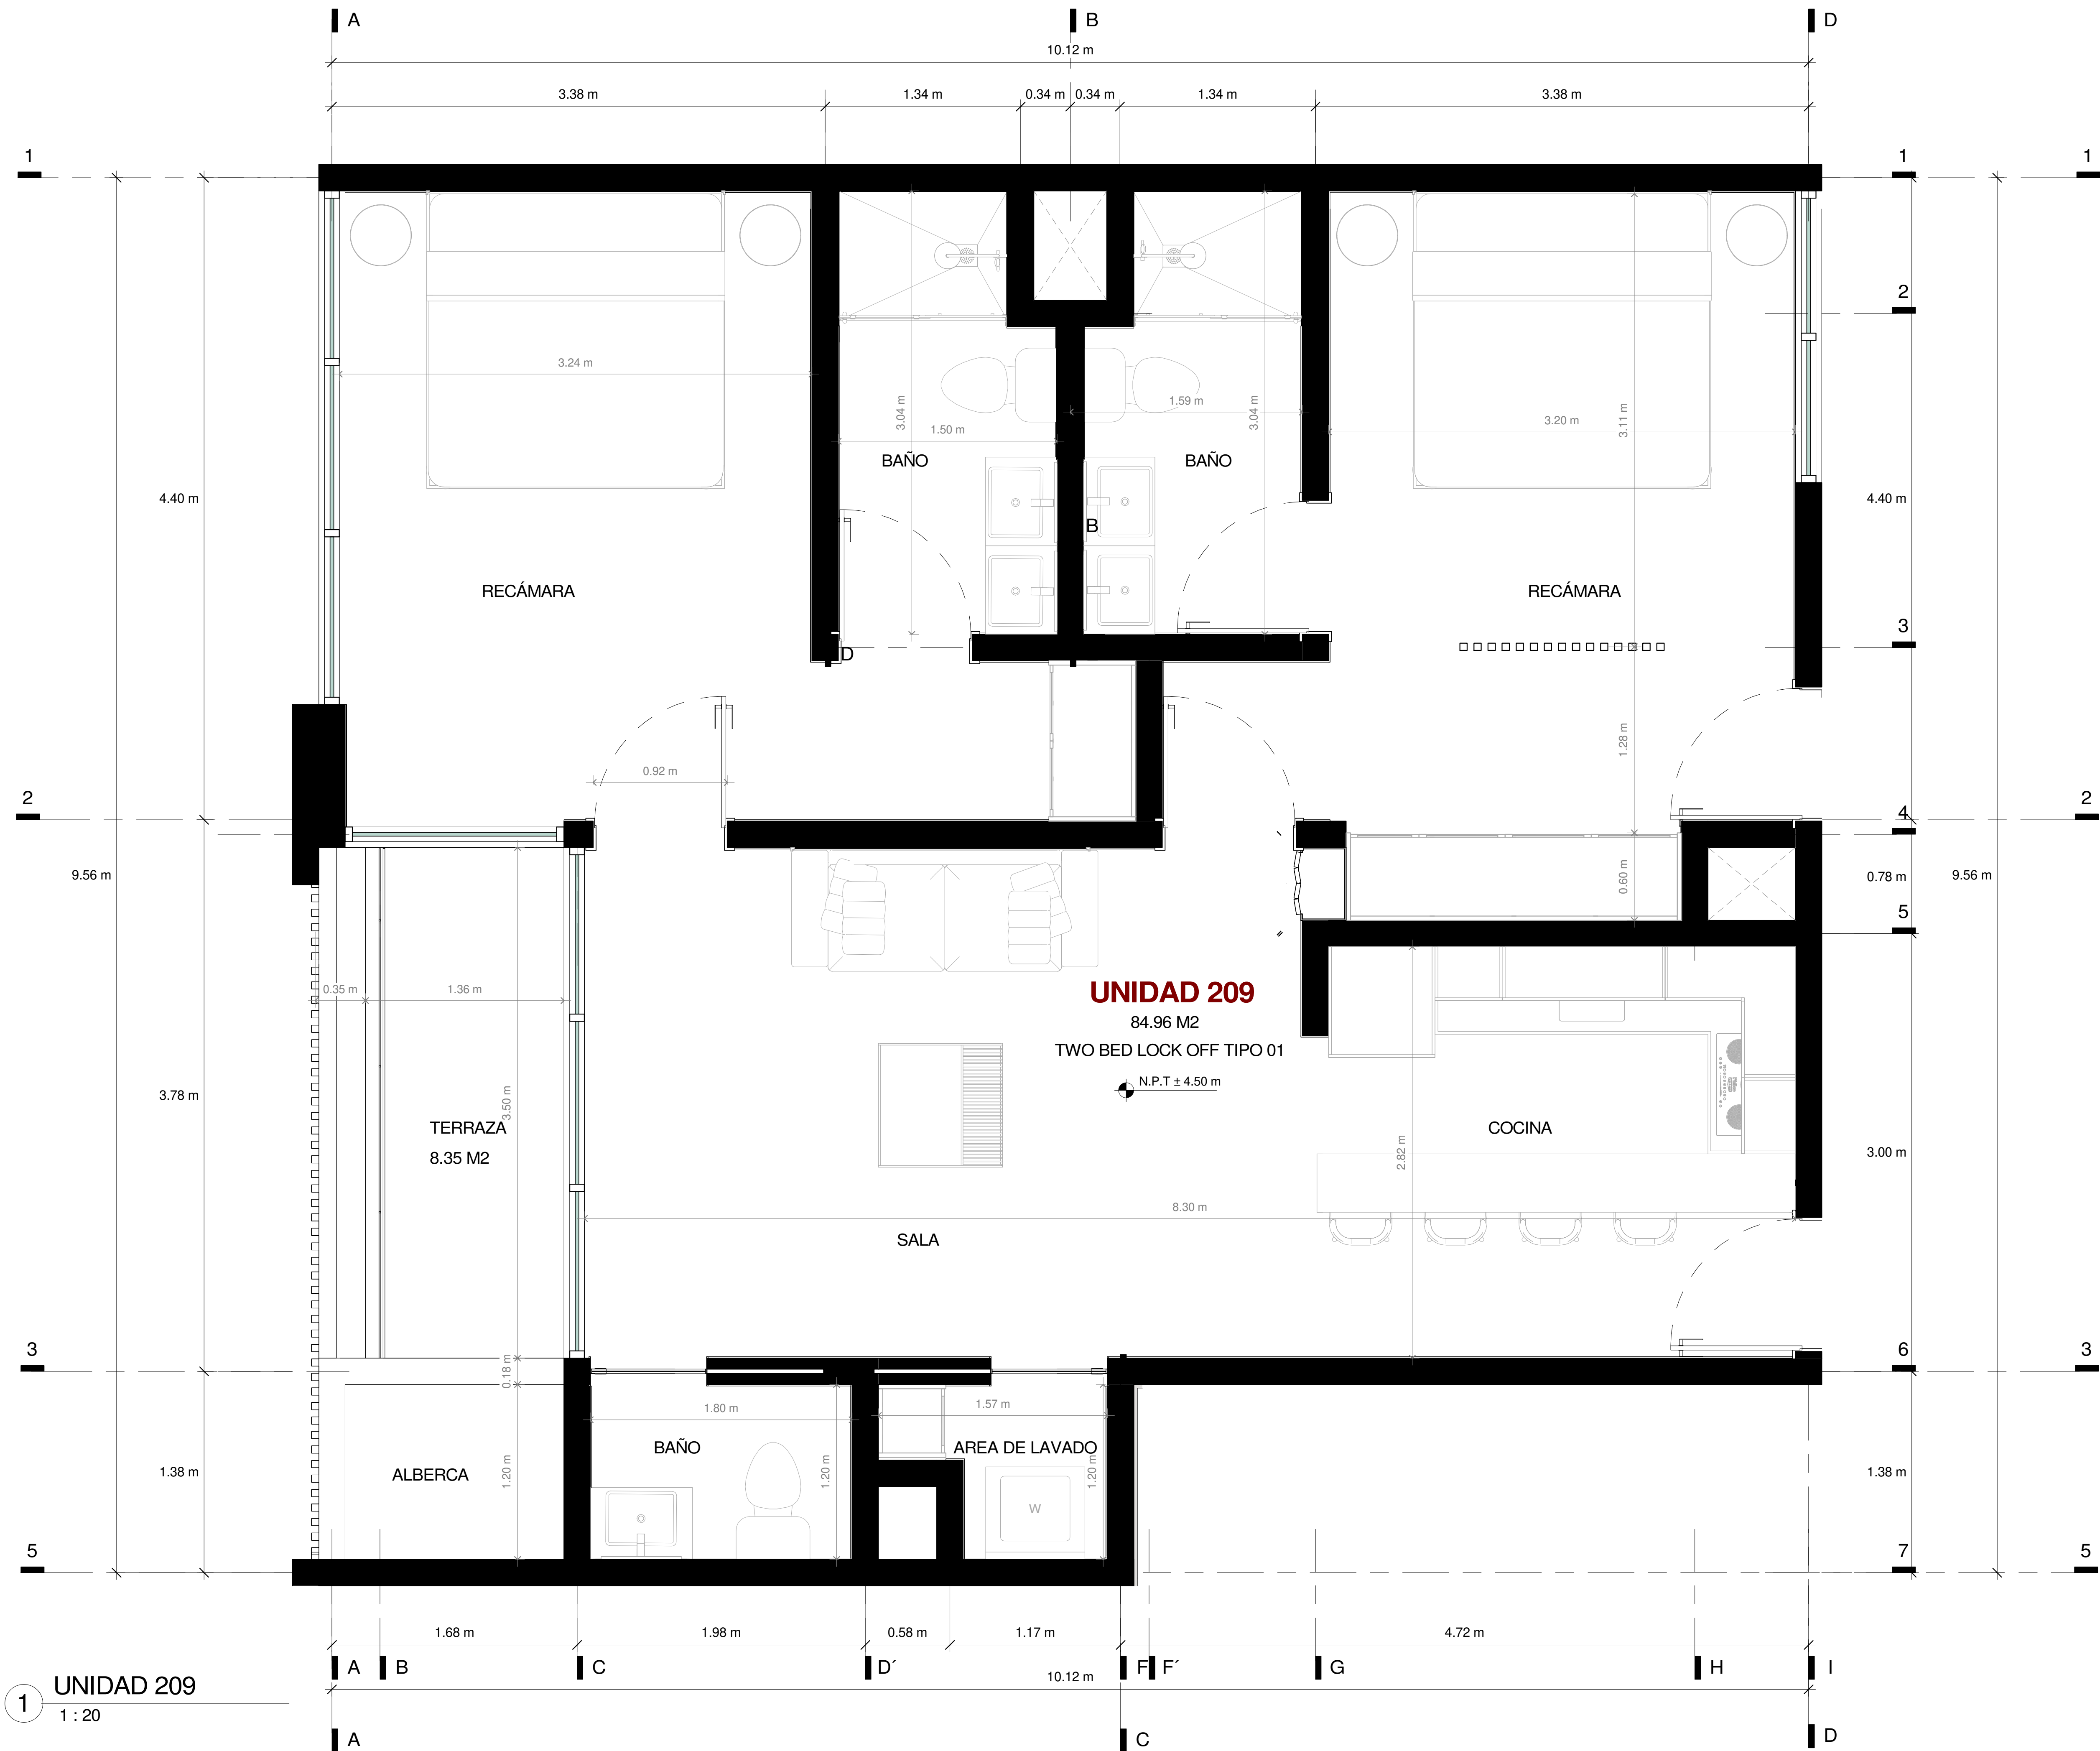 A
B
D
10.12 m
3.38 m
1.34 m
0.34 m
0.34 m
1.34 m
3.38 m
1
1
1
2
3.24 m
3.04 m
1.50 m
BAÑO
1.59 m
3.04 m
BAÑO
3.20 m
3.11 m
4.40 m
4.40 m
B
RECÁMARA
RECÁMARA
3
D
0.92 m
1.28 m
2
4
2
9.56 m
0.60 m
0.78 m
9.56 m
5
0.35 m
1.36 m
UNIDAD 209
84.96 M2
TWO BED LOCK OFF TIPO 01
N.P.T ± 4.50 m
3.78 m
3.50 m
TERRAZA
8.35 M2
COCINA
2.82 m
3.00 m
8.30 m
SALA
3
6
3
0.18 m
1.80 m
1.57 m
BAÑO
AREA DE LAVADO
1.38 m
ALBERCA
1.20 m
1.20 m
1.20 m
1.38 m
W
5
7
5
1.68 m
1.98 m
0.58 m
1.17 m
4.72 m
A
B
C
D´
F
F´
G
H
I
10.12 m
1
UNIDAD 209
1 : 20
A
C
D